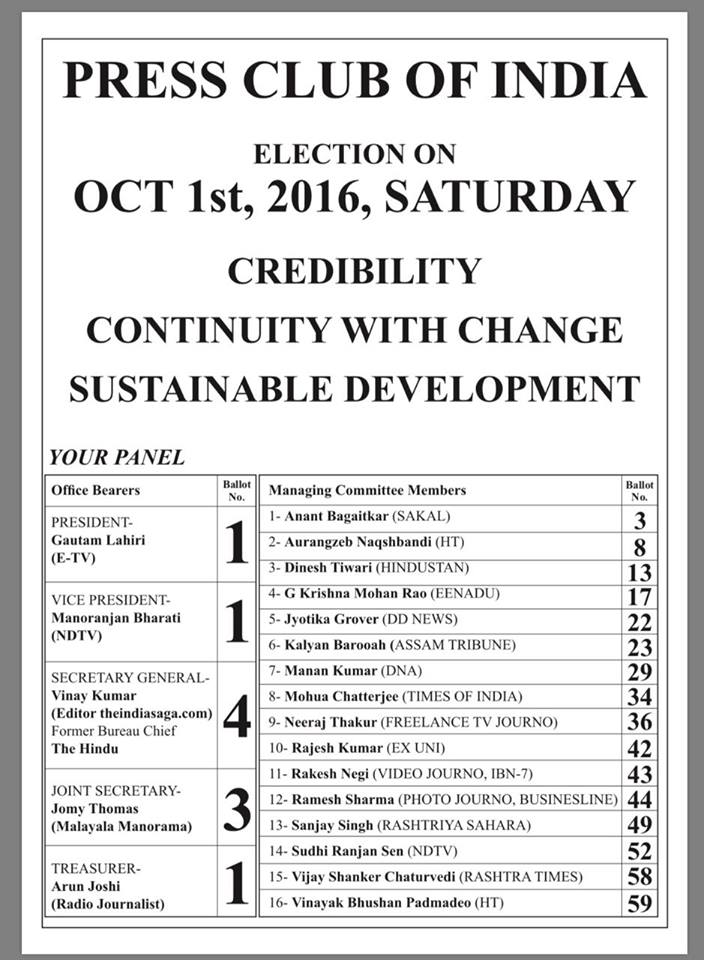 PRESS CLUB OF INDIA
ELECTION ON
OCT 1st, 2016, SATURDAY
CREDIBILITY
CONTINUITY WITH CHANGE
SUSTAINABLE DEVELOPMENT
YOUR PANEL
Office Bearers
Ballot
No.
PRESIDENT-
Gautam Lahiri
(E-TV)
1
VICE PRESIDENT-
Manoranjan Bharati
(NDTV)
1
SECRETARY GENERAL-
Vinay Kumar
(Editor theindiasaga.com)
Former Bureau Chief
The Hindu
4
JOINT SECRETARY-
Jomy Thomas
(Malayala Manorama)
3
TREASURER-
Arun Joshi
(Radio Journalist)
1
Managing Committee Members
Ballot
No.
1- Anant Bagaitkar (SAKAL) 3
2- Aurangzeb Naqshbandi (HT) 8
3- Dinesh Tiwari (HINDUSTAN) 13
4- G Krishna Mohan Rao (EENADU) 17
5- Jyotika Grover (DD NEWS) 22
6- Kalyan Barooah (ASSAM TRIBUNE) 23
7- Manan Kumar (DNA) 29
8- Mohua Chatterjee (TIMES OF INDIA) 34
9- Neeraj Thakur (FREELANCE TV JOURNO) 36
10- Rajesh Kumar (EX UNI) 42
11- Rakesh Negi (VIDEO JOURNO, IBN-7) 43
12- Ramesh Sharma (PHOTO JOURNO, BUSINESLINE) 44
13- Sanjay Singh (RASHTRIYA SAHARA) 49
14- Sudhi Ranjan Sen (NDTV) 52
15- Vijay Shanker Chaturvedi (RASHTRA TIMES) 58
16- Vinayak Bhushan Padmadeo (HT) 59